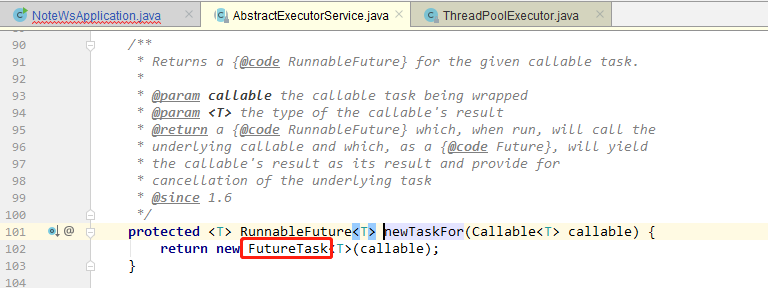 NoteWsApplication.java
AbstractExecutorService.java
ThreadPoolExecutor.java
90 /**
91 * Returns a {@code RunnableFuture} for the given callable task.
92 *
93 * @param callable the callable task being wrapped
94 * @param <T> the type of the callable's result
95 * @return a {@code RunnableFuture} which, when run, will call the
96 * underlying callable and which, as a {@code Future}, will yield
97 * the callable's result as its result and provide for
98 * cancellation of the underlying task
99 * @since 1.6
100 */
101 @ protected <T> RunnableFuture<T> newTaskFor(Callable<T> callable) {
102 return new FutureTask<T>(callable);
103 }
104